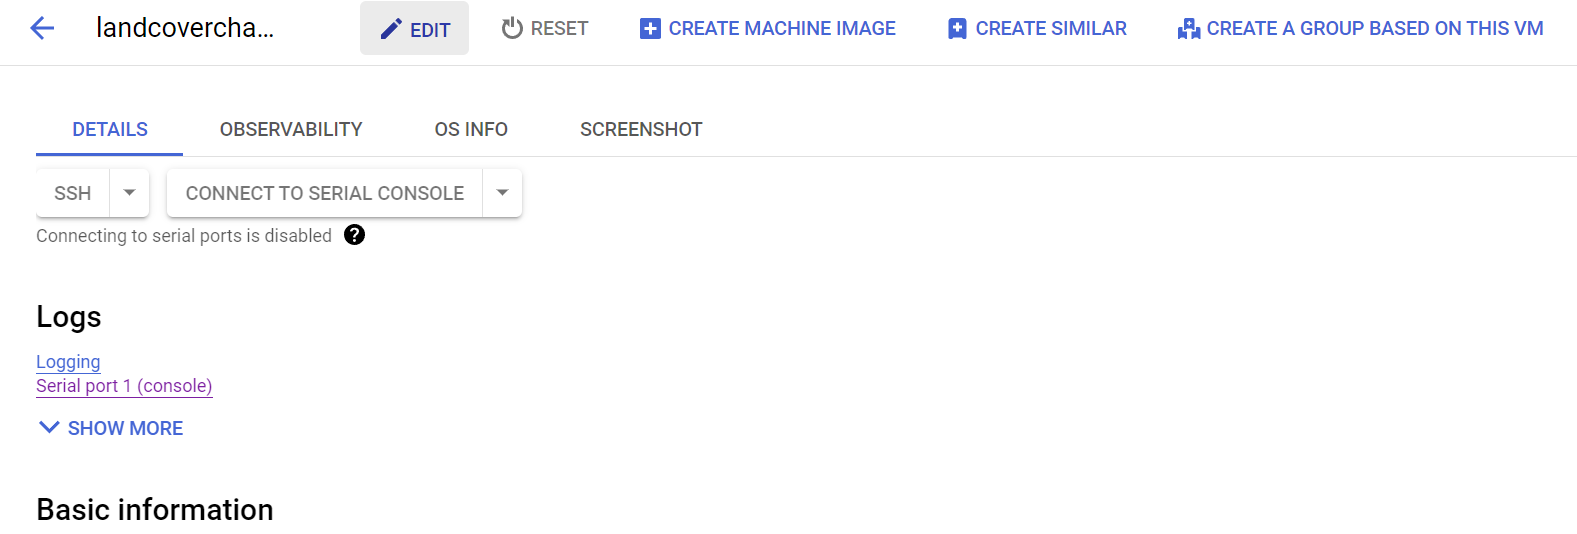 landcovercha...
EDIT
RESET
CREATE MACHINE IMAGE
CREATE SIMILAR
CREATE A GROUP BASED ON THIS VM
DETAILS
OBSERVABILITY
OS INFO
SCREENSHOT
SSH
CONNECT TO SERIAL CONSOLE
Connecting to serial ports is disabled
Logs
Logging
Serial port 1 (console)
SHOW MORE
Basic information